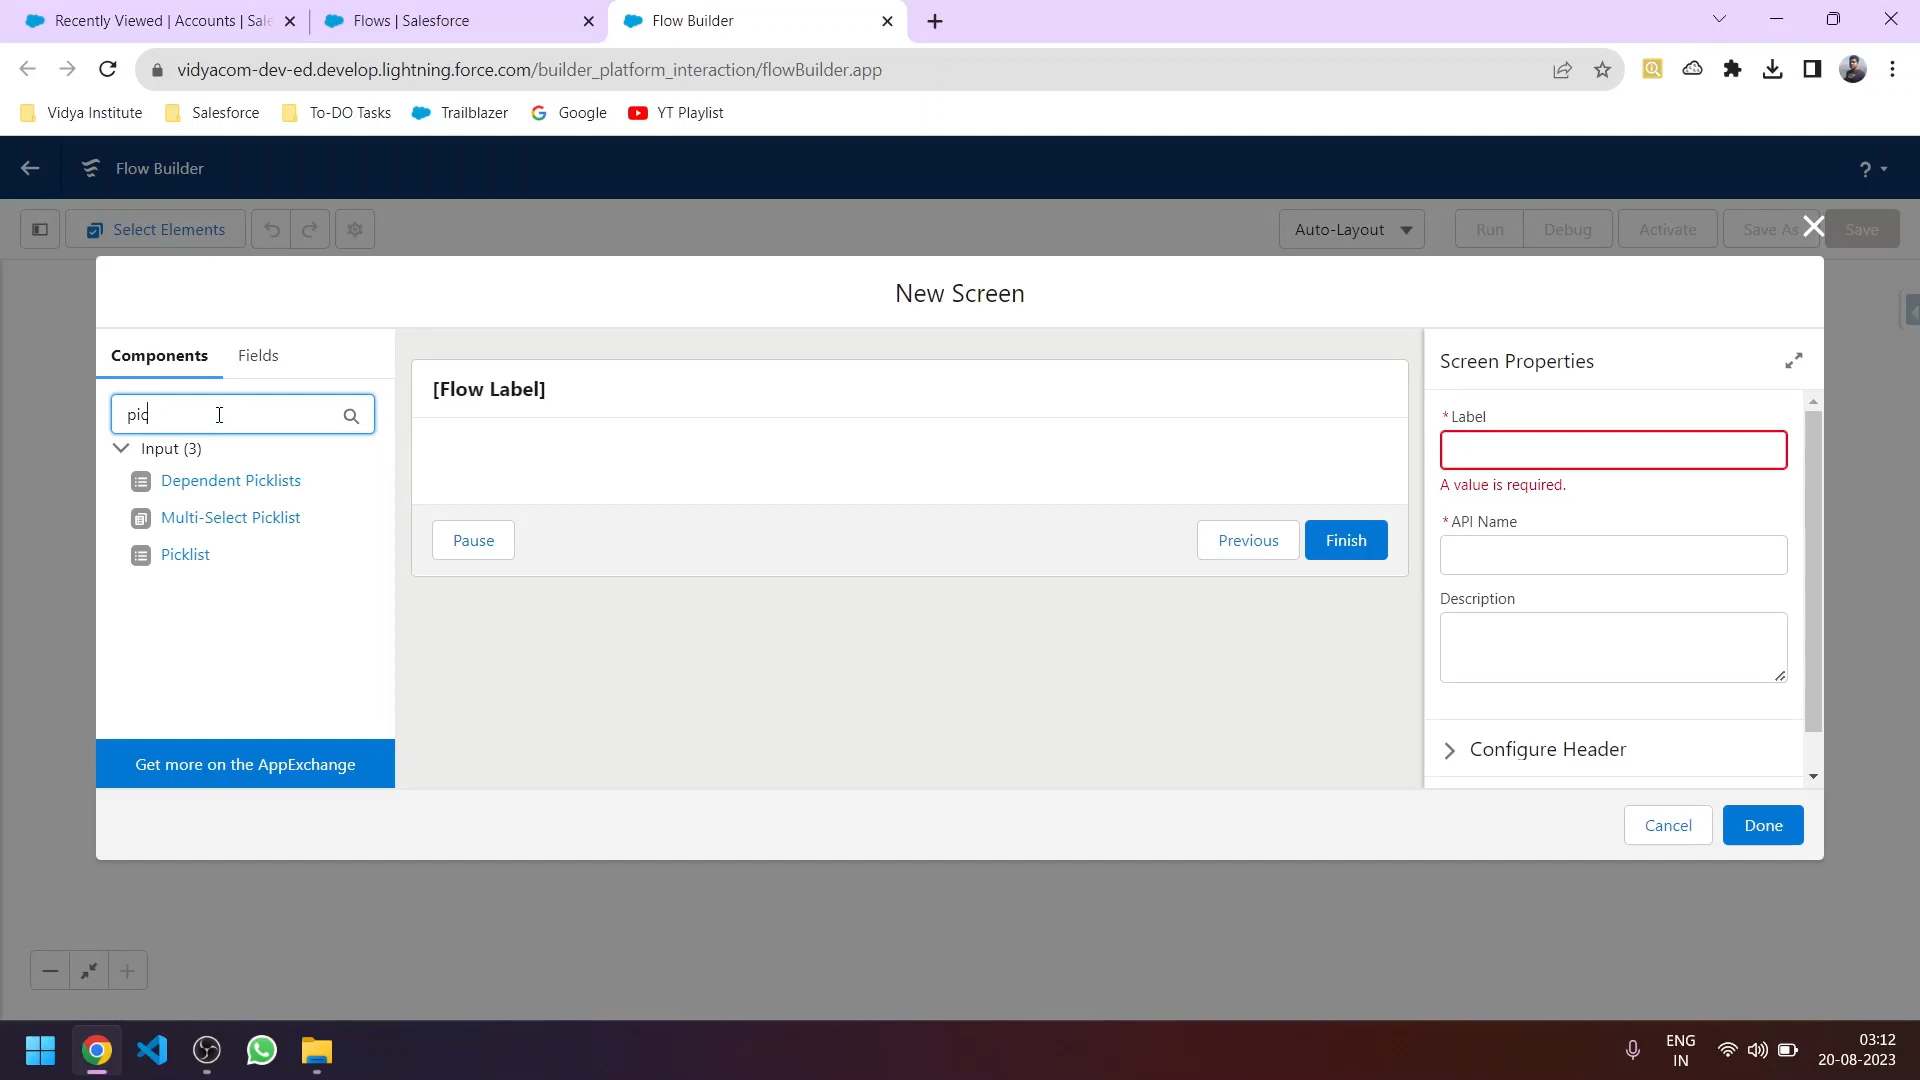 Recently Viewed | Accounts | Sale
Flows | Salesforce
Flow Builder
vidyacom-dev-ed.develop.lightning.force.com/builder_platform_interaction/flowBuilder.app
Vidya Institute
Salesforce
To-DO Tasks
Trailblazer
Google
YT Playlist
Flow Builder
?
Select Elements
Auto-Layout
Run
Debug
Activate
Save As
Save
New Screen
Components
Fields
pic
Input (3)
Dependent Picklists
Multi-Select Picklist
Picklist
Get more on the AppExchange
[Flow Label]
Pause
Previous
Finish
Screen Properties
* Label
A value is required.
* API Name
Description
Configure Header
Cancel
Done
ENG
IN
03:12
20-08-2023